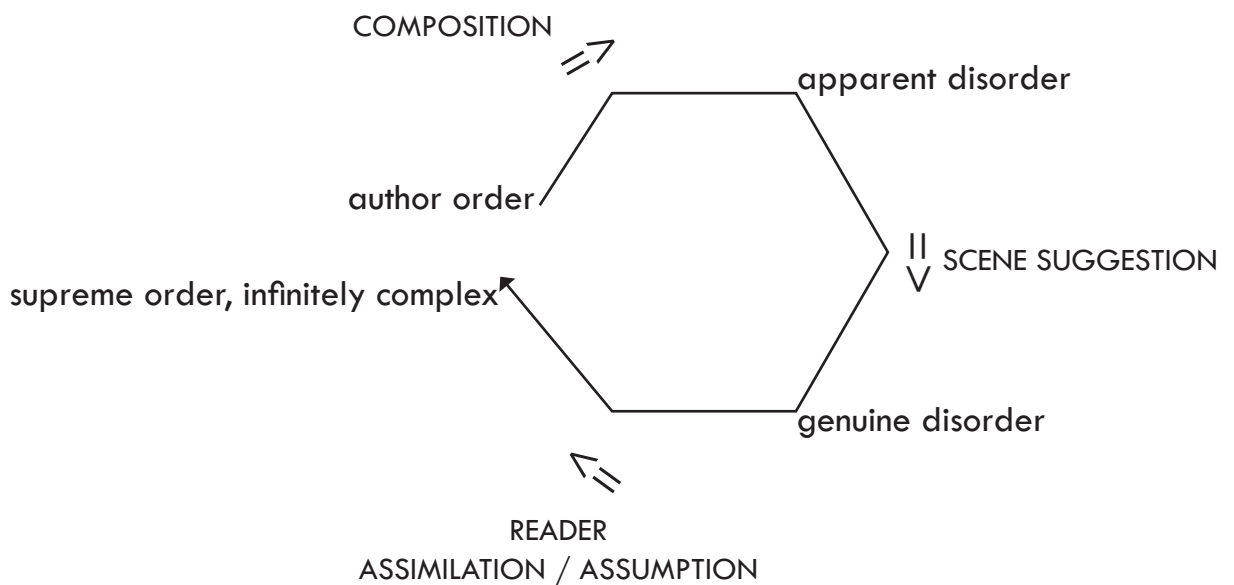 COMPOSITION
apparent disorder
author order
SCENE SUGGESTION
supreme order, infinitely complex
genuine disorder
READER
ASSIMILATION / ASSUMPTION